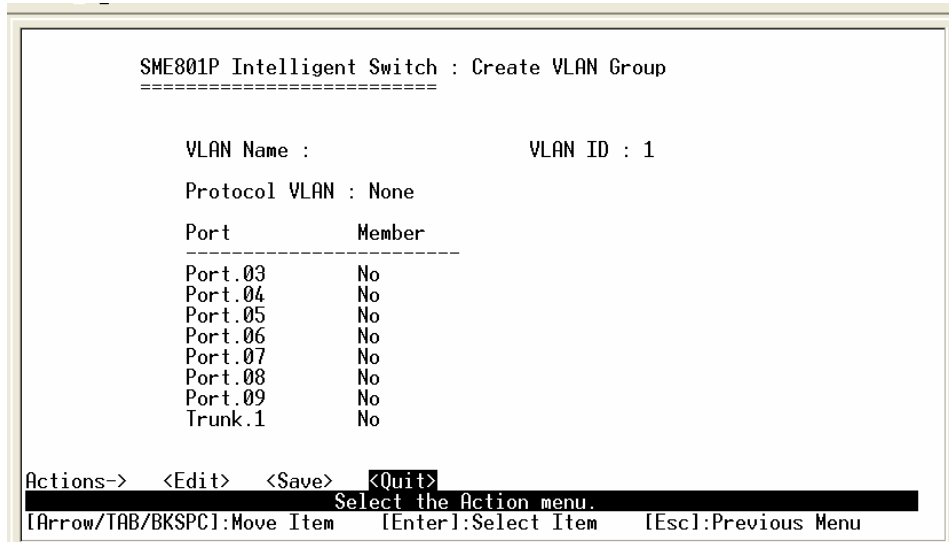 SME801P Intelligent Switch : Create VLAN Group
==========================
VLAN Name : VLAN ID : 1
Protocol VLAN : None
Port Member
------------------------
Port.03 No
Port.04 No
Port.05 No
Port.06 No
Port.07 No
Port.08 No
Port.09 No
Trunk.1 No
Actions-> <Edit> <Save> <Quit>
Select the Action menu.
[Arrow/TAB/BKSPC]:Move Item [Enter]:Select Item [Esc]:Previous Menu